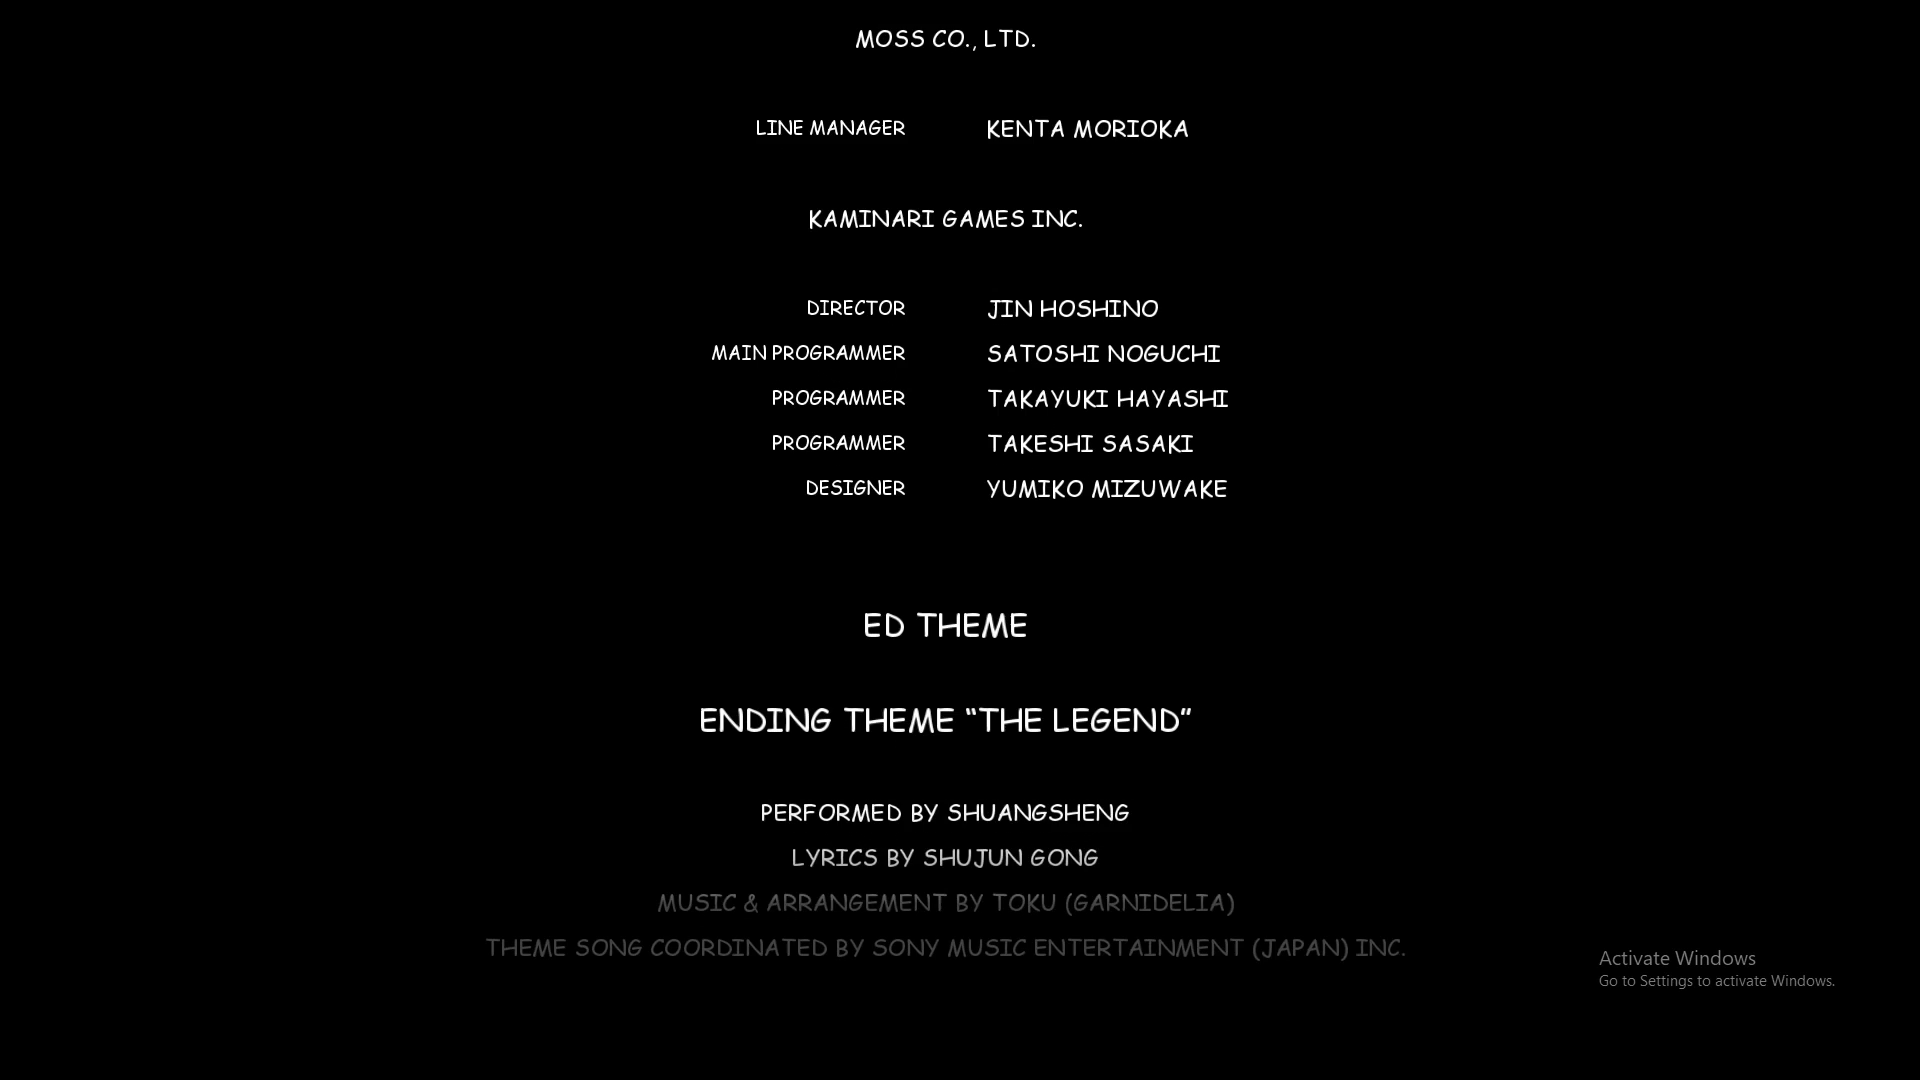 MOSS CO., LTD.
LINE MANAGER KENTA MORIOKA
KAMINARI GAMES INC.
DIRECTOR JIN HOSHINO
MAIN PROGRAMMER SATOSHI NOGUCHI
PROGRAMMER TAKAYUKI HAYASHI
PROGRAMMER TAKESHI SASAKI
DESIGNER YUMIKO MIZUWAKE
ED THEME
ENDING THEME “THE LEGEND”
PERFORMED BY SHUANGSHENG
LYRICS BY SHUJUN GONG
MUSIC & ARRANGEMENT BY TOKU (GARNIDELIA)
THEME SONG COORDINATED BY SONY MUSIC ENTERTAINMENT (JAPAN) INC.
Activate Windows
Go to Settings to activate Windows.